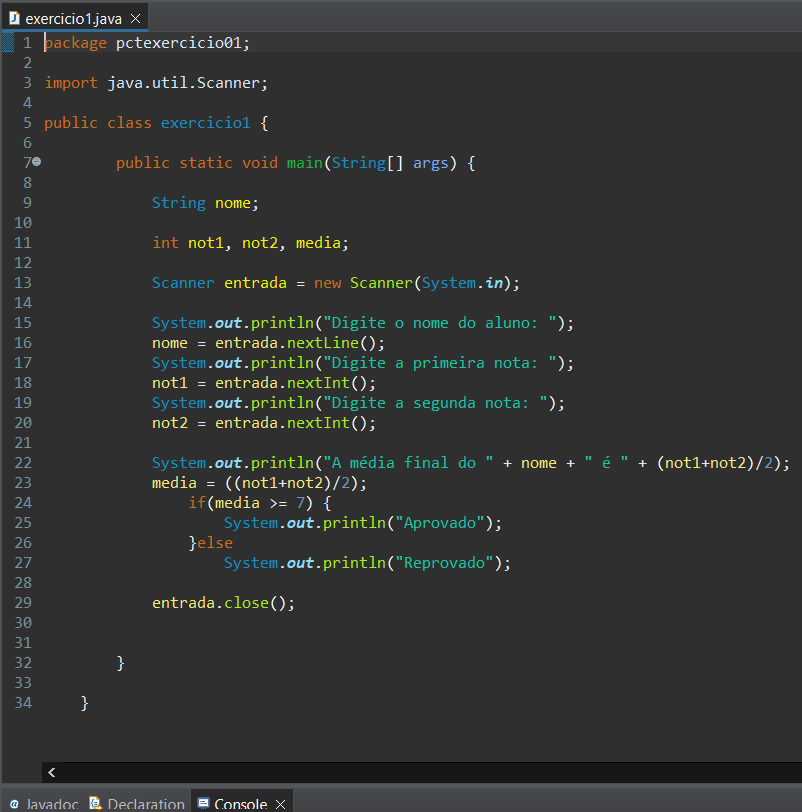 exercicio1.java
1 package pctexercicio01;
2
3 import java.util.Scanner;
4
5 public class exercicio1 {
6
7 public static void main(String[] args) {
8
9 String nome;
10
11 int not1, not2, media;
12
13 Scanner entrada = new Scanner(System.in);
14
15 System.out.println("Digite o nome do aluno: ");
16 nome = entrada.nextLine();
17 System.out.println("Digite a primeira nota: ");
18 not1 = entrada.nextInt();
19 System.out.println("Digite a segunda nota: ");
20 not2 = entrada.nextInt();
21
22 System.out.println("A média final do " + nome + " é " + (not1+not2)/2);
23 media = ((not1+not2)/2);
24 if(media >= 7) {
25 System.out.println("Aprovado");
26 }else
27 System.out.println("Reprovado");
28
29 entrada.close();
30
31
32 }
33
34 }
@ Javadoc Declaration Console